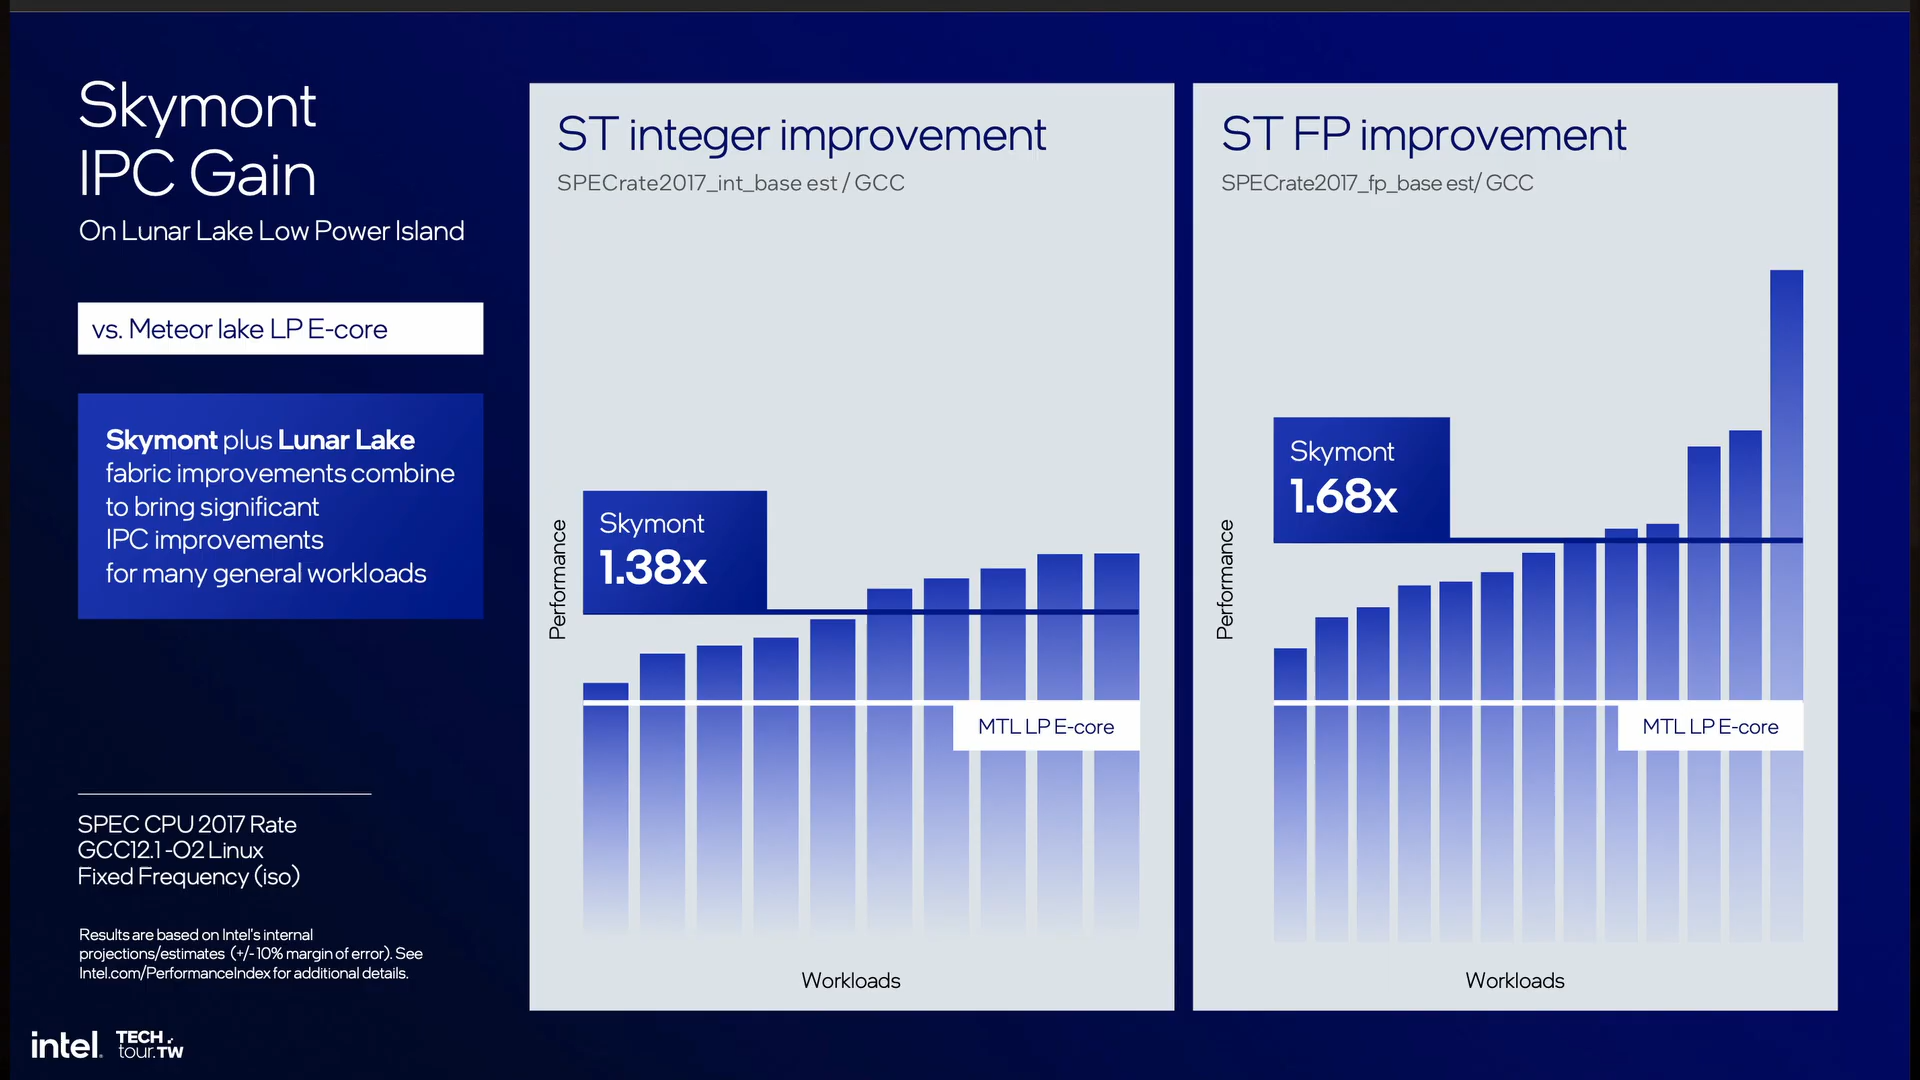 Skymont
IPC Gain
On Lunar Lake Low Power Island
vs. Meteor lake LP E-core
Skymont plus Lunar Lake
fabric improvements combine
to bring significant
IPC improvements
for many general workloads
SPEC CPU 2017 Rate
GCC12.1 -O2 Linux
Fixed Frequency (iso)
Results are based on Intel's internal
projections/estimates (+/-10% margin of error). See
Intel.com/PerformanceIndex for additional details.
intel.
TECH
tour.TW
ST integer improvement
SPECrate2017_int_base est / GCC
Performance
Skymont
1.38x
MTL LP E-core
Workloads
ST FP improvement
SPECrate2017_fp_base est/ GCC
Performance
Skymont
1.68x
MTL LP E-core
Workloads